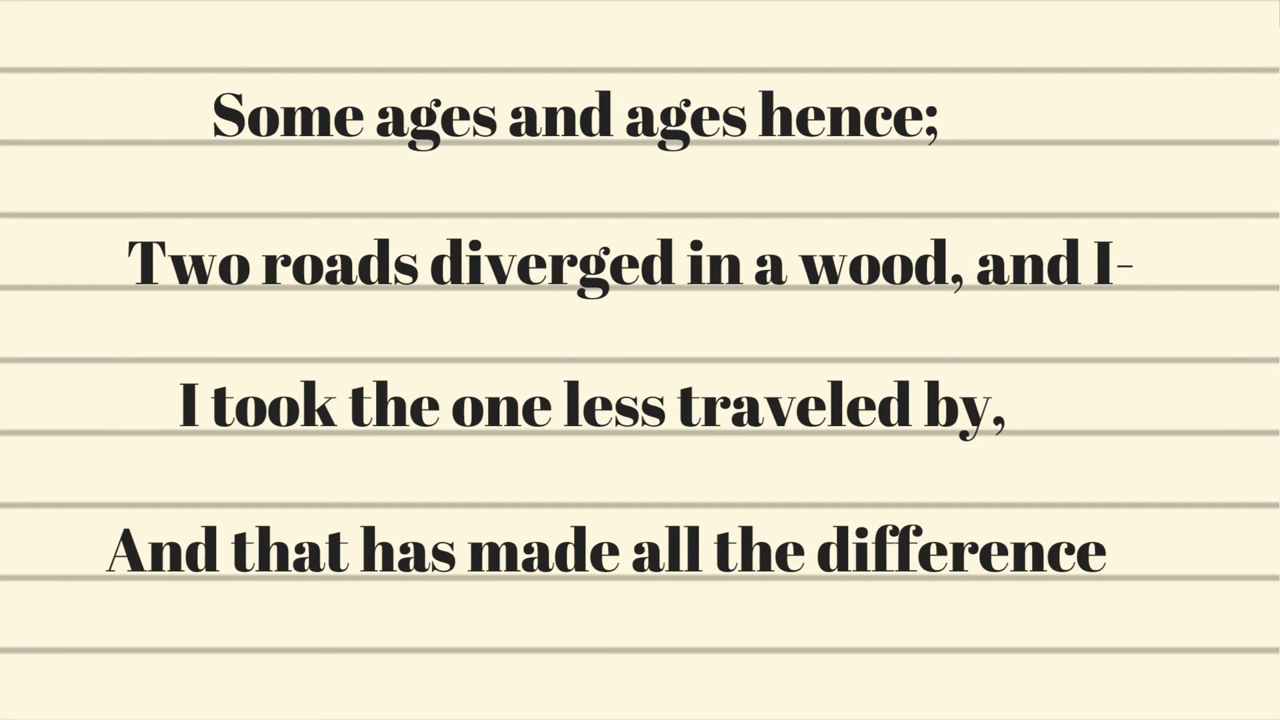 Some ages and ages hence;
Two roads diverged in a wood, and I-
I took the one less traveled by,
And that has made all the difference